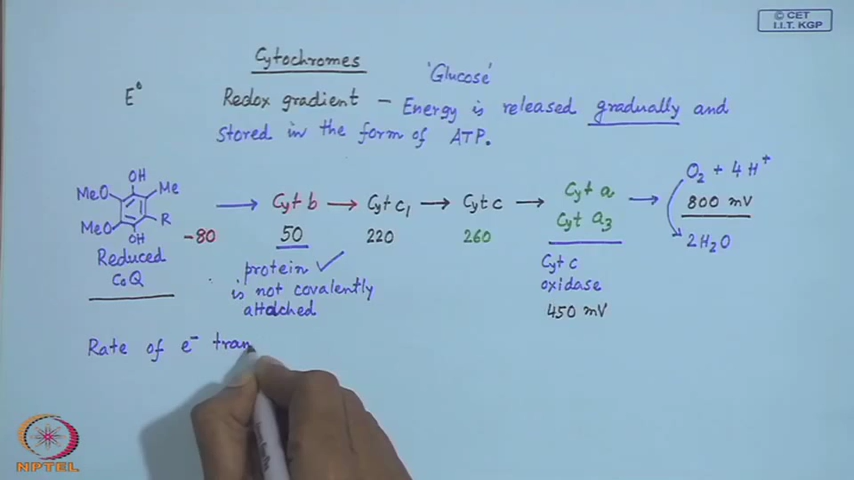 © CET
I.I.T. KGP
Cytochromes
'Glucose'
E°
Redox gradient – Energy is released gradually and
stored in the form of ATP.
OH
MeO
Me
MeO
R
OH
Reduced
CoQ
-80
Cyt b
50
protein ✓
is not covalently
attached
Cyt c₁
220
Cyt c
260
Cyt a
Cyt a₃
Cyt c
oxidase
450 mV
O₂ + 4H⁺
800 mV
2H₂O
Rate of e⁻ tran
NPTEL